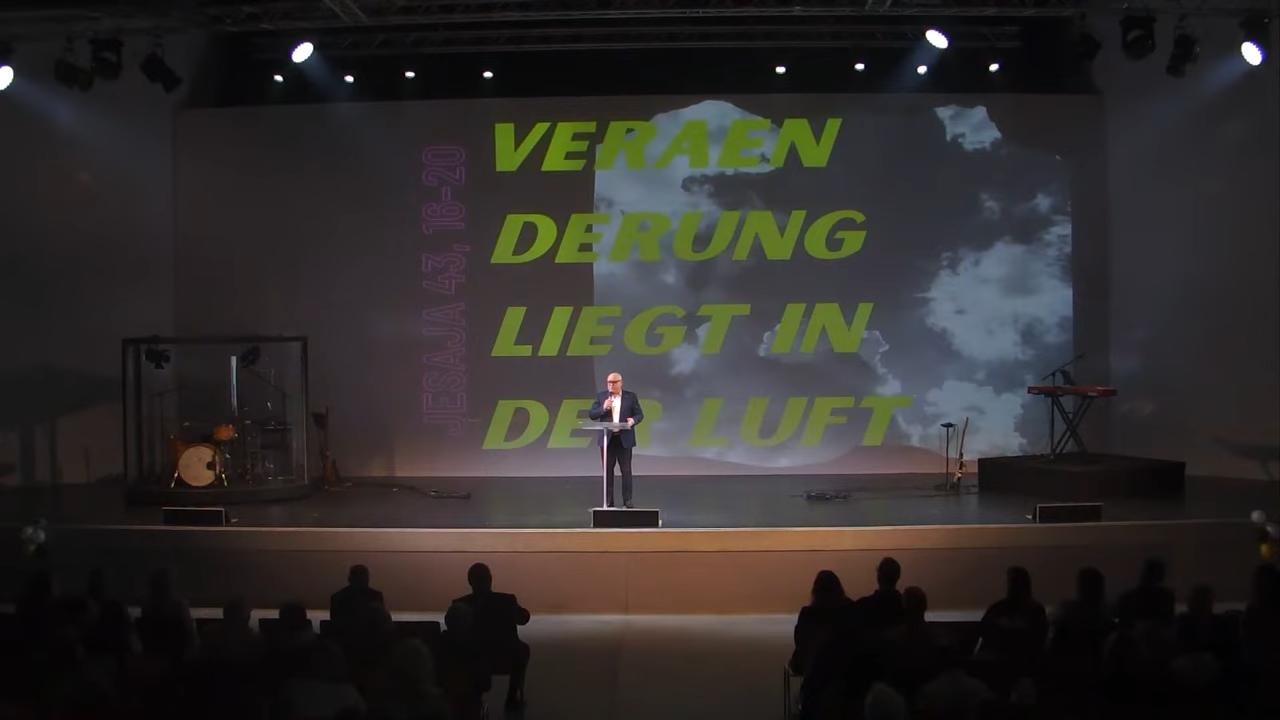 JESAJA 43, 16-20
VERAEN
DERUNG
LIEGT IN
DER LUFT